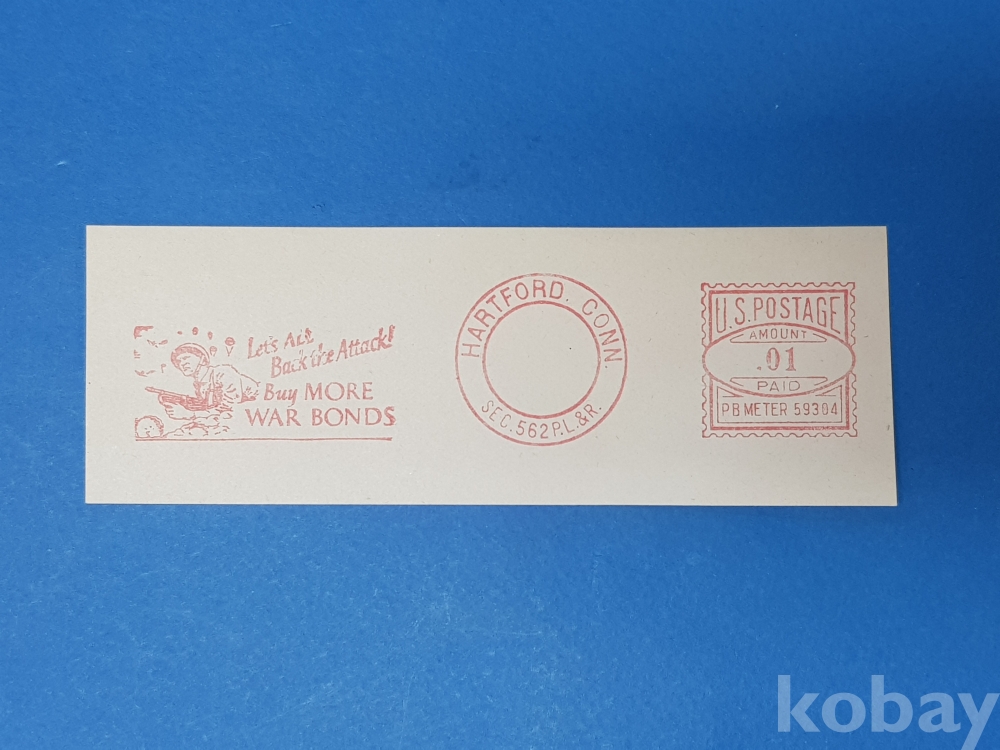 Let's All
Back the Attack!
Buy MORE
WAR BONDS
HARTFORD. CONN.
SEC. 562 P.L.&R.
U.S. POSTAGE
AMOUNT
.01
PAID
PB METER 59304
kobay